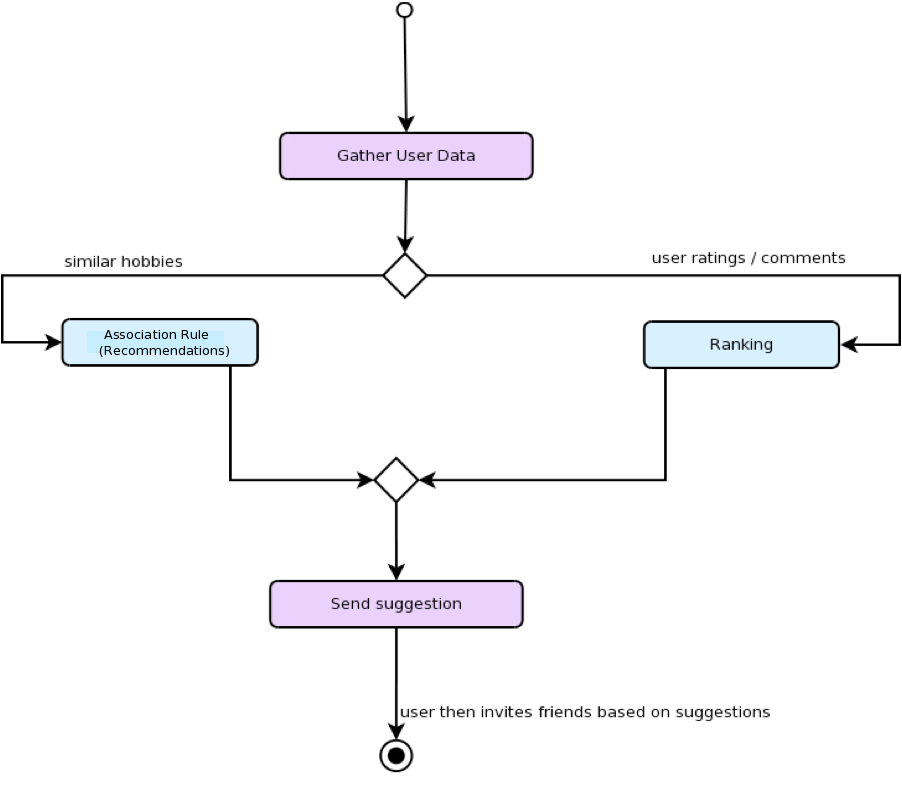 Gather User Data
similar hobbies
user ratings / comments
Association Rule
(Recommendations)
Ranking
Send suggestion
user then invites friends based on suggestions